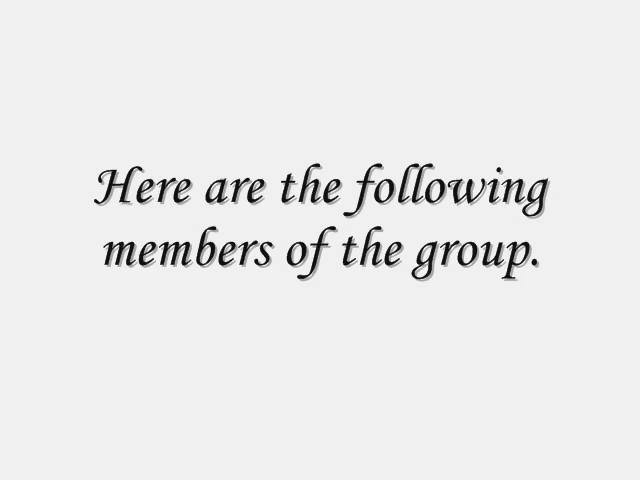 Here are the following
members of the group.